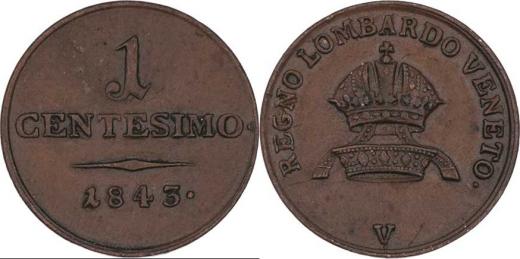 1
CENTESIMO
1843.
REGNO LOMBARDO VENETO.
V